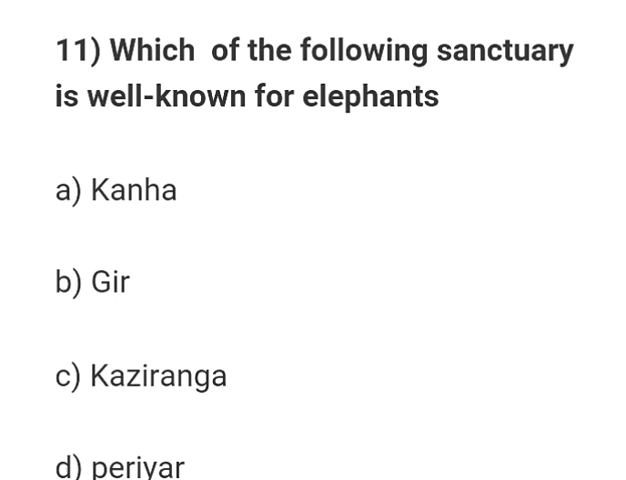 11) Which of the following sanctuary
is well-known for elephants
a) Kanha
b) Gir
c) Kaziranga
d) periyar